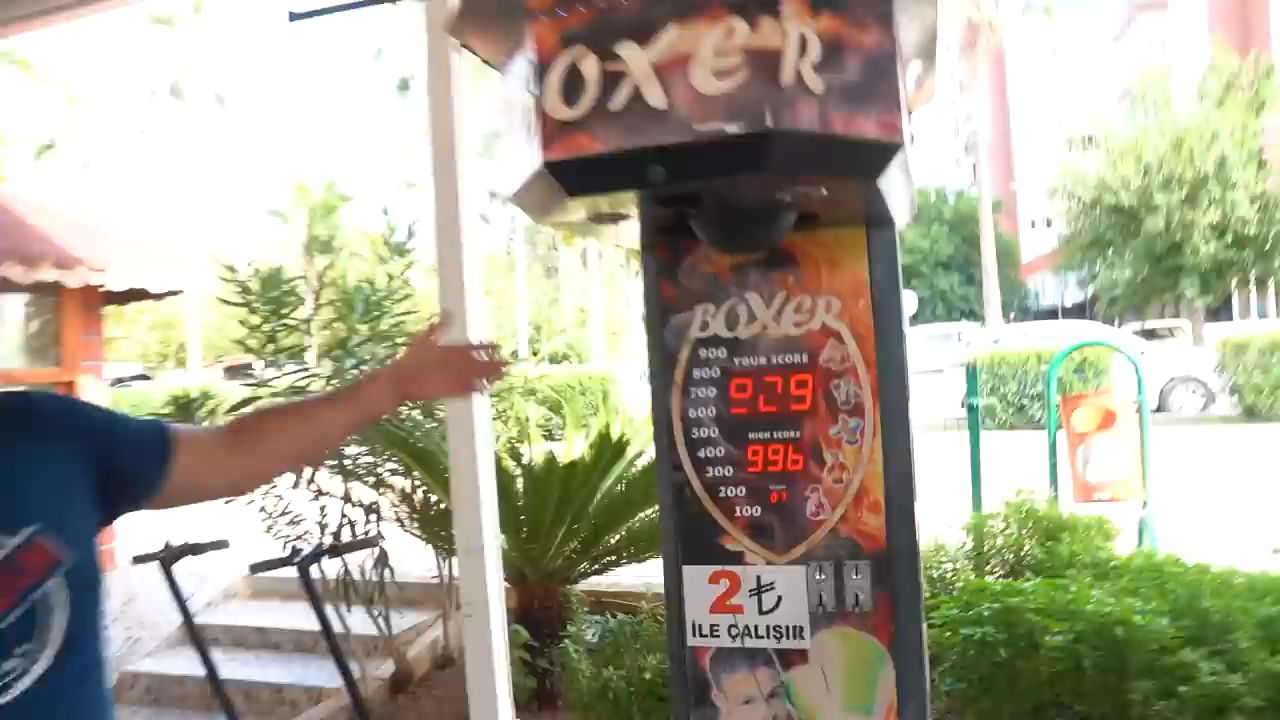 OXER
BOXER
900 YOUR SCORE
800
700
600
500 HIGH SCORE
400 996
300
200
100
2 ₺
İLE ÇALIŞIR